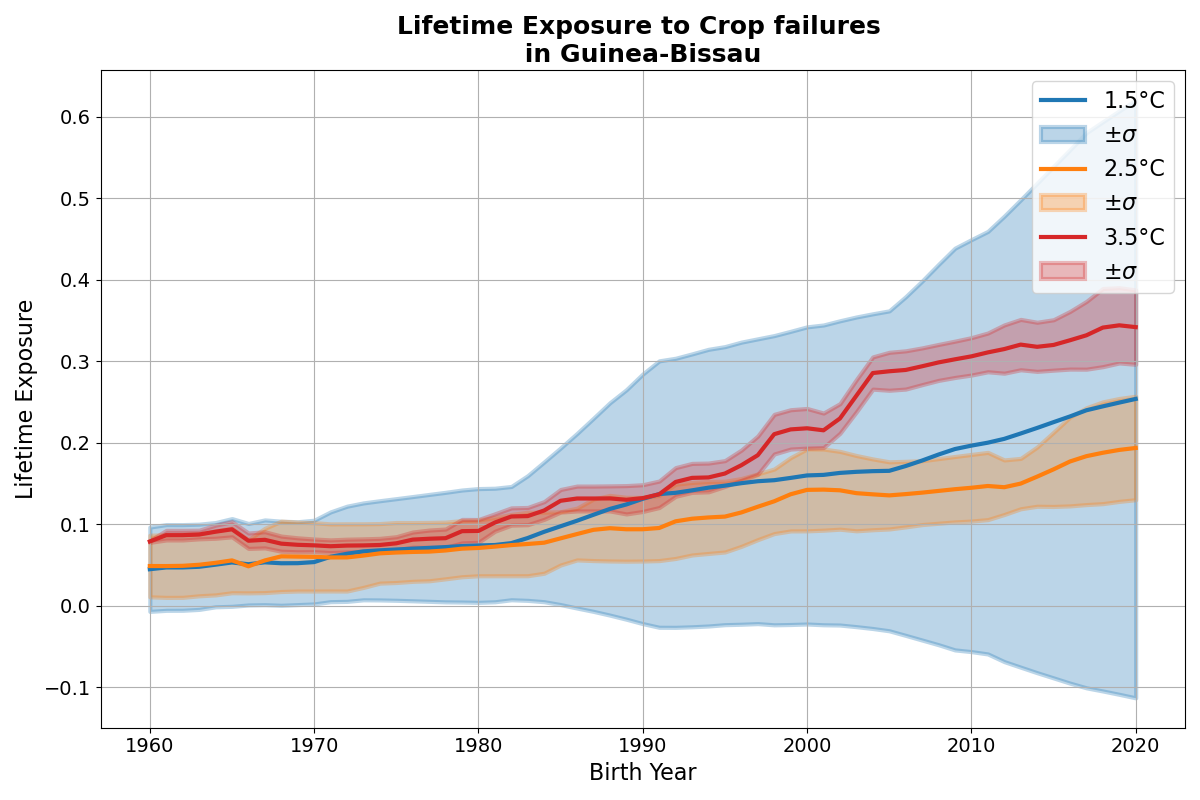 Lifetime Exposure to Crop failures
in Guinea-Bissau
Lifetime Exposure
0.6
0.5
0.4
0.3
0.2
0.1
0.0
−0.1
1.5°C
±σ
2.5°C
±σ
3.5°C
±σ
1960 1970 1980 1990 2000 2010 2020
Birth Year